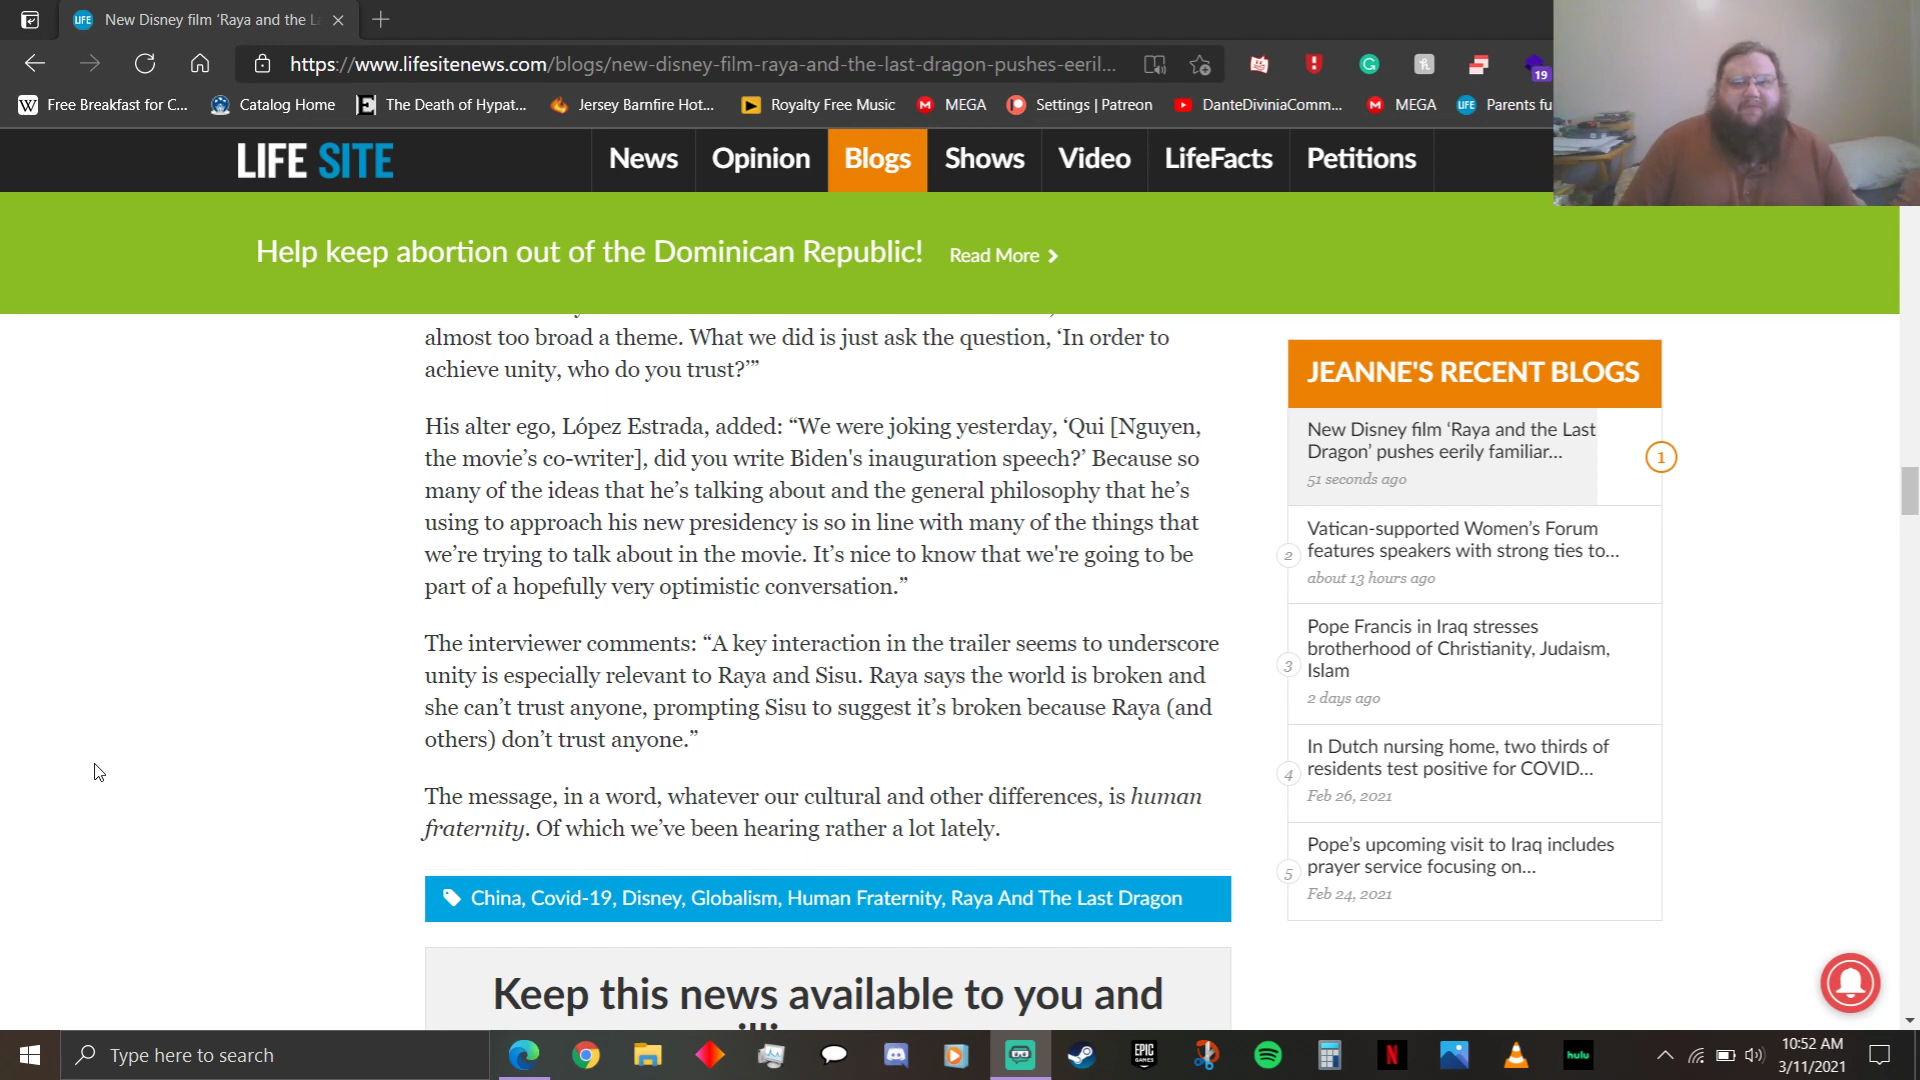 New Disney film ‘Raya and the L
https://www.lifesitenews.com/blogs/new-disney-film-raya-and-the-last-dragon-pushes-eeril...
19
Free Breakfast for C...
Catalog Home
The Death of Hypat...
Jersey Barnfire Hot...
Royalty Free Music
MEGA
Settings | Patreon
DanteDiviniaComm...
MEGA
LIFE
Parents fu
LIFE SITE
News
Opinion
Blogs
Shows
Video
LifeFacts
Petitions
Help keep abortion out of the Dominican Republic!
Read More
almost too broad a theme. What we did is just ask the question, ‘In order to
achieve unity, who do you trust?’”
His alter ego, López Estrada, added: “We were joking yesterday, ‘Qui [Nguyen,
the movie’s co-writer], did you write Biden's inauguration speech?’ Because so
many of the ideas that he’s talking about and the general philosophy that he’s
using to approach his new presidency is so in line with many of the things that
we’re trying to talk about in the movie. It’s nice to know that we're going to be
part of a hopefully very optimistic conversation.”
The interviewer comments: “A key interaction in the trailer seems to underscore
unity is especially relevant to Raya and Sisu. Raya says the world is broken and
she can’t trust anyone, prompting Sisu to suggest it’s broken because Raya (and
others) don’t trust anyone.”
The message, in a word, whatever our cultural and other differences, is human
fraternity. Of which we’ve been hearing rather a lot lately.
China, Covid-19, Disney, Globalism, Human Fraternity, Raya And The Last Dragon
Keep this news available to you and
JEANNE'S RECENT BLOGS
New Disney film ‘Raya and the Last
Dragon’ pushes eerily familiar...
51 seconds ago
1
Vatican-supported Women’s Forum
features speakers with strong ties to...
about 13 hours ago
2
Pope Francis in Iraq stresses
brotherhood of Christianity, Judaism,
Islam
2 days ago
3
In Dutch nursing home, two thirds of
residents test positive for COVID...
Feb 26, 2021
4
Pope’s upcoming visit to Iraq includes
prayer service focusing on...
Feb 24, 2021
5
Type here to search
EPIC
GAMES
hulu
10:52 AM
3/11/2021